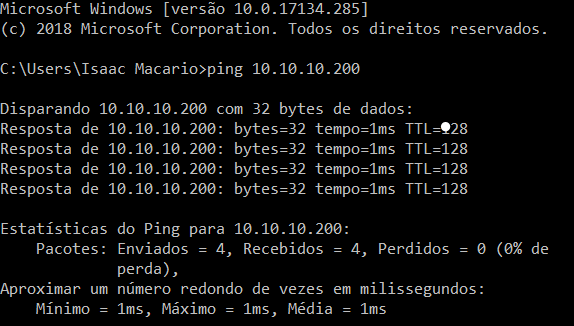 Microsoft Windows [versão 10.0.17134.285]
(c) 2018 Microsoft Corporation. Todos os direitos reservados.
C:\Users\Isaac Macario>ping 10.10.10.200
Disparando 10.10.10.200 com 32 bytes de dados:
Resposta de 10.10.10.200: bytes=32 tempo=1ms TTL=128
Resposta de 10.10.10.200: bytes=32 tempo=1ms TTL=128
Resposta de 10.10.10.200: bytes=32 tempo=1ms TTL=128
Resposta de 10.10.10.200: bytes=32 tempo=1ms TTL=128
Estatísticas do Ping para 10.10.10.200:
Pacotes: Enviados = 4, Recebidos = 4, Perdidos = 0 (0% de
perda),
Aproximar um número redondo de vezes em milissegundos:
Mínimo = 1ms, Máximo = 1ms, Média = 1ms